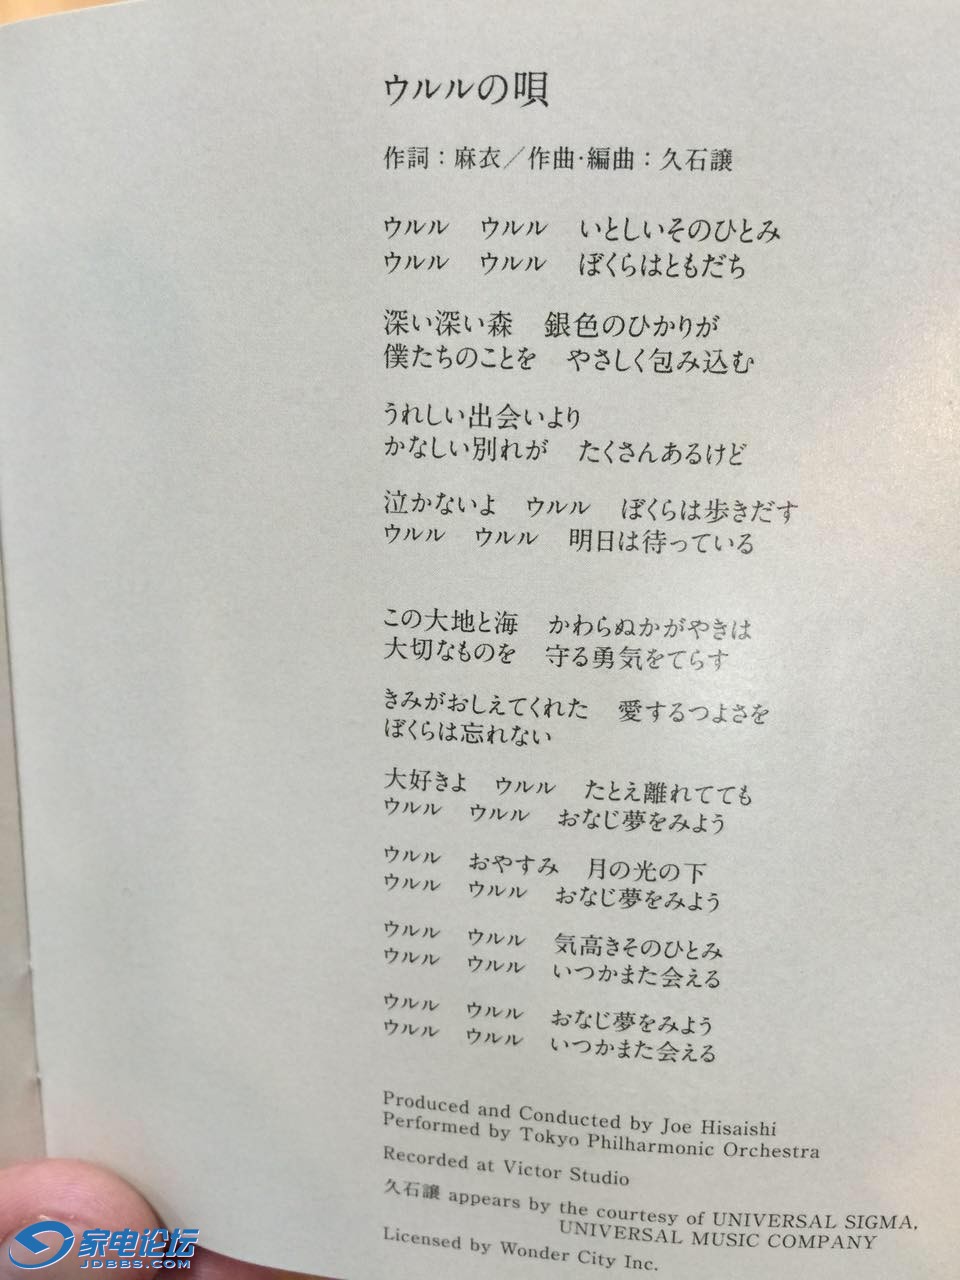 ウルルの唄
作詞：麻衣／作曲・編曲：久石譲
ウルル　ウルル　いとしいそのひとみ
ウルル　ウルル　ぼくらはともだち
深い深い森　銀色のひかりが
僕たちのことを　やさしく包み込む
うれしい出会いより
かなしい別れが　たくさんあるけど
泣かないよ　ウルル　ぼくらは歩きだす
ウルル　ウルル　明日は待っている
この大地と海　かわらぬかがやきは
大切なものを　守る勇気をてらす
きみがおしえてくれた　愛するつよさを
ぼくらは忘れない
大好きよ　ウルル　たとえ離れてても
ウルル　ウルル　おなじ夢をみよう
ウルル　おやすみ　月の光の下
ウルル　ウルル　おなじ夢をみよう
ウルル　ウルル　気高きそのひとみ
ウルル　ウルル　いつかまた会える
ウルル　ウルル　おなじ夢をみよう
ウルル　ウルル　いつかまた会える
Produced and Conducted by Joe Hisaishi
Performed by Tokyo Philharmonic Orchestra
Recorded at Victor Studio
久石譲 appears by the courtesy of UNIVERSAL SIGMA,
UNIVERSAL MUSIC COMPANY
Licensed by Wonder City Inc.
家电论坛
JDBBS.COM